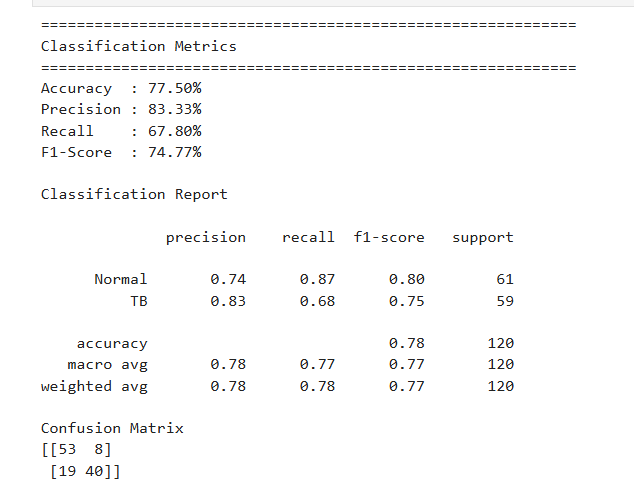 ============================================================
Classification Metrics
============================================================
Accuracy  : 77.50%
Precision : 83.33%
Recall    : 67.80%
F1-Score  : 74.77%

Classification Report

              precision    recall  f1-score   support

      Normal       0.74      0.87      0.80        61
          TB       0.83      0.68      0.75        59

    accuracy                           0.78       120
   macro avg       0.78      0.77      0.77       120
weighted avg       0.78      0.78      0.77       120

Confusion Matrix
[[53  8]
 [19 40]]